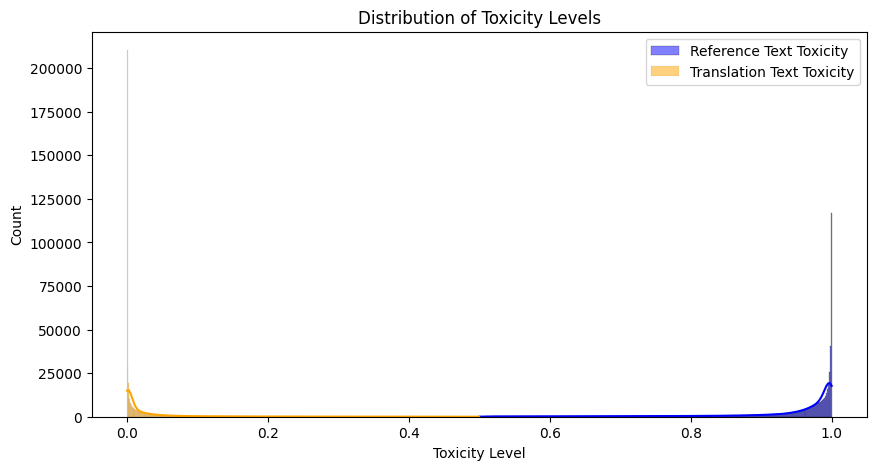 Distribution of Toxicity Levels
Reference Text Toxicity
Translation Text Toxicity
200000
175000
150000
125000
100000
75000
50000
25000
0
Count
0.0 0.2 0.4 0.6 0.8 1.0
Toxicity Level